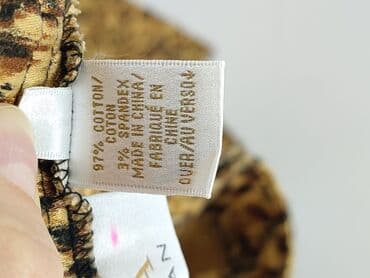 97% COTTON/
COTON
3% SPANDEX
MADE IN CHINA/
FABRIQUÉ EN
CHINE
OVER/AU VERSO